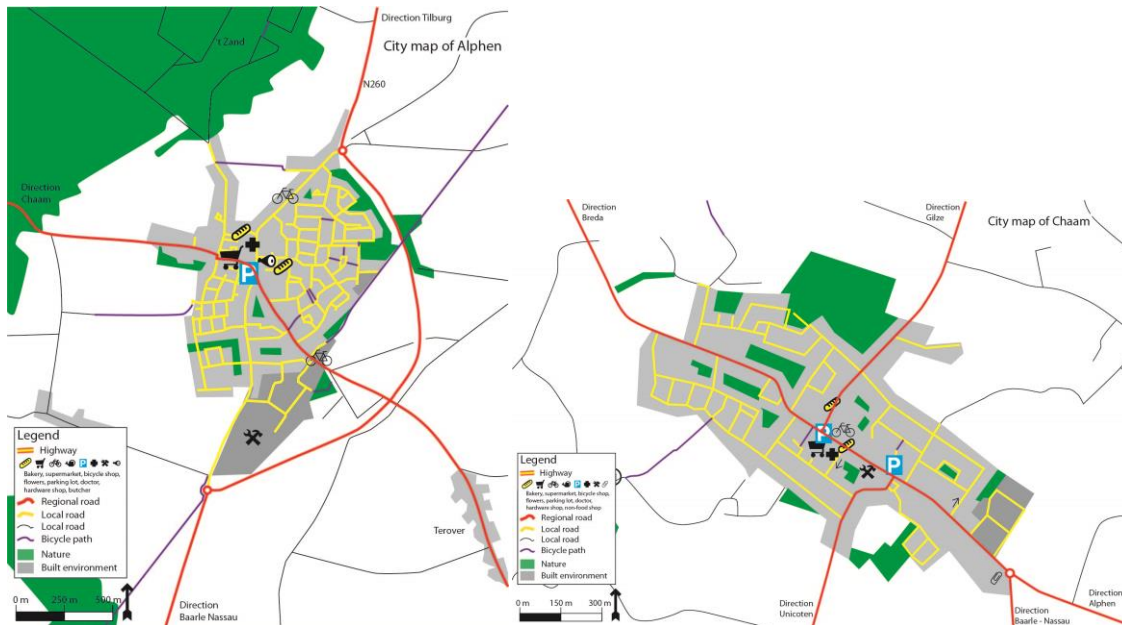 Direction Tilburg
't Zand
City map of Alphen
N260
Direction
Chaam
P
Legend
Highway
P
Bakery, supermarket, bicycle shop,
flowers, parking lot, doctor,
hardware shop, butcher
Regional road
Local road
Local road
Bicycle path
Nature
Built environment
0 m 250 m 500 m
Terover
Direction
Baarle Nassau
Direction
Breda
Direction
Gilze
City map of Chaam
P
P
Legend
Highway
P
Bakery, supermarket, bicycle shop,
flowers, parking lot, doctor,
hardware shop, non-food shop
Regional road
Local road
Local road
Bicycle path
Nature
Built environment
0 m 150 m 300 m
Direction
Unicoten
Direction
Baarle - Nassau
Direction
Alphen